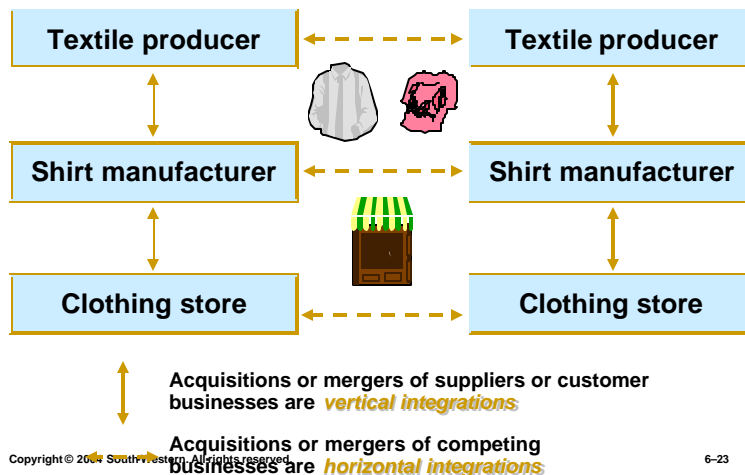 Textile producer
Textile producer
Shirt manufacturer
Shirt manufacturer
Clothing store
Clothing store
Acquisitions or mergers of suppliers or customer
businesses are vertical integrations
Acquisitions or mergers of competing
businesses are horizontal integrations
Copyright © 2004 South-Western. All rights reserved. 6–23